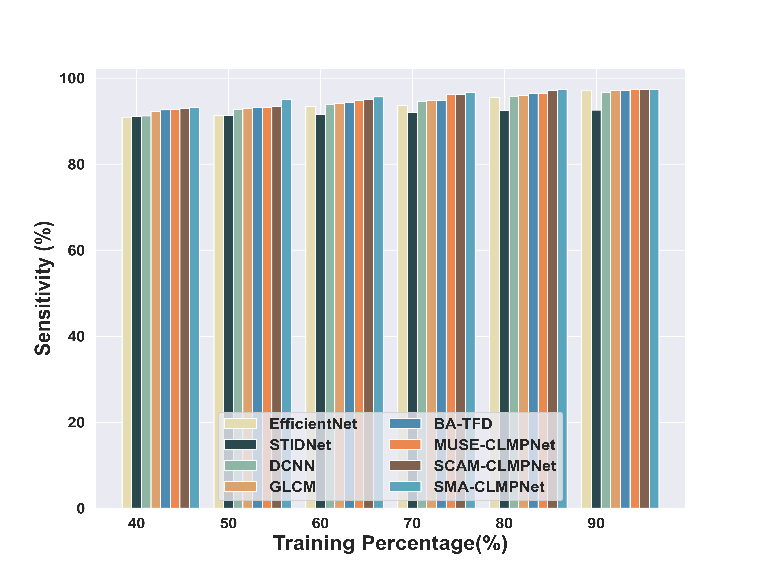 100
80
60
40
20
0
Sensitivity (%)
EfficientNet
STIDNet
DCNN
GLCM
BA-TFD
MUSE-CLMPNet
SCAM-CLMPNet
SMA-CLMPNet
40 50 60 70 80 90
Training Percentage(%)